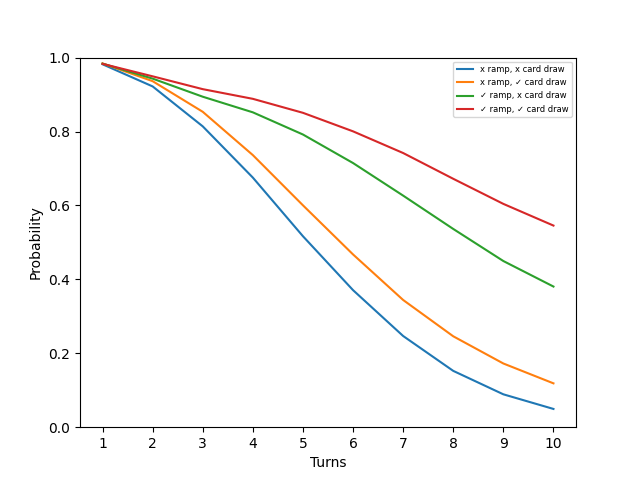 1.0
0.8
0.6
0.4
0.2
0.0
Probability
x ramp, x card draw
x ramp, ✓ card draw
✓ ramp, x card draw
✓ ramp, ✓ card draw
1 2 3 4 5 6 7 8 9 10
Turns